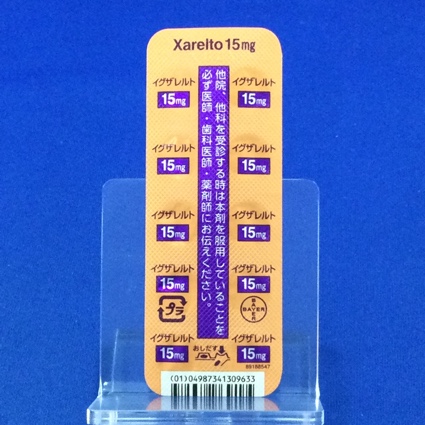 Xarelto 15mg
イグザレルト
15mg
イグザレルト
15mg
イグザレルト
15mg
イグザレルト
15mg
イグザレルト
15mg
イグザレルト
15mg
イグザレルト
15mg
イグザレルト
15mg
イグザレルト
15mg
15mg
他院、他科を受診する時は本剤を服用していることを
必ず医師・歯科医師・薬剤師にお伝えください。
プラ
BAYER
BAYER
おしだす
イグザレルト
15mg
89188547
(01)04987341309633